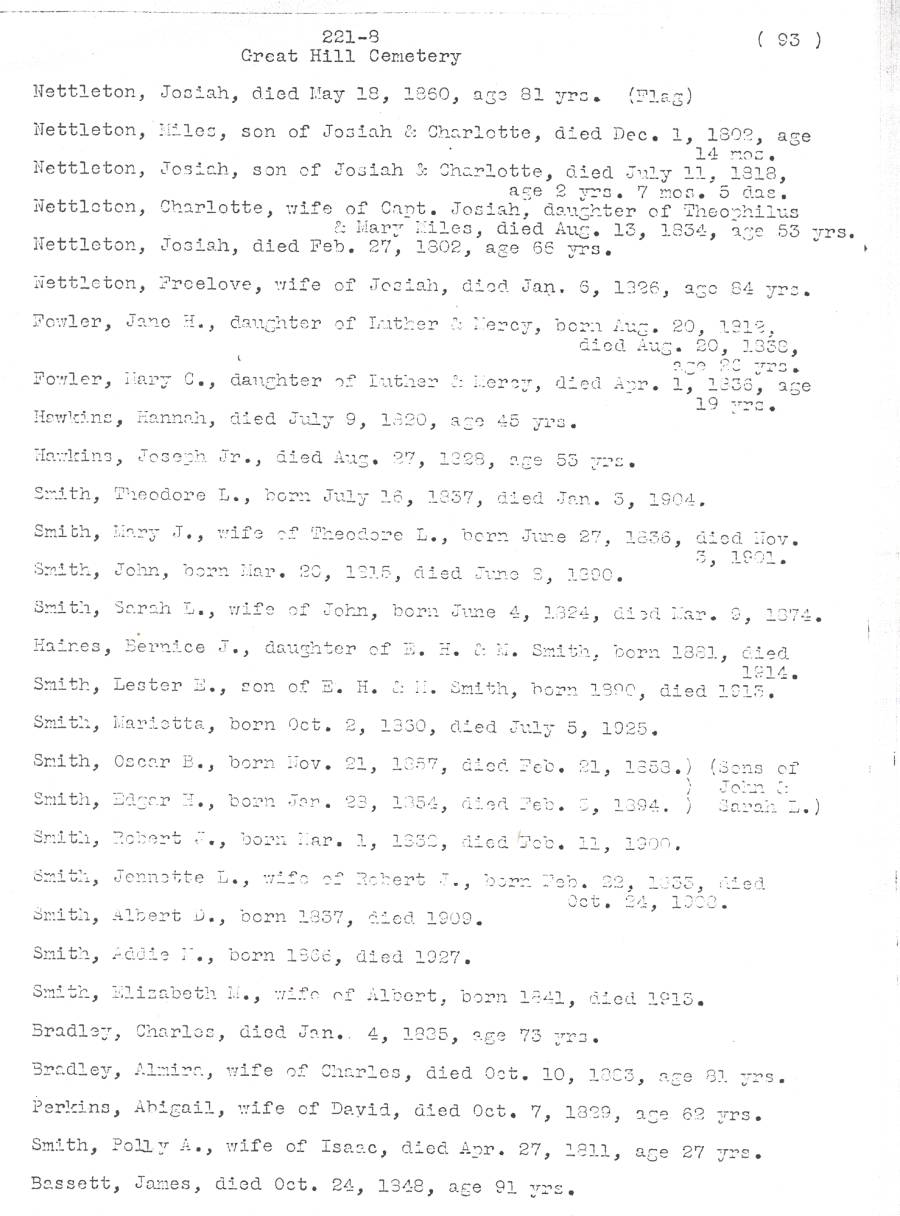 221-8 ( 93 )
Great Hill Cemetery
Nettleton, Josiah, died May 18, 1860, age 81 yrs. (Flag)
Nettleton, Miles, son of Josiah & Charlotte, died Dec. 1, 1802, age
14 mos.
Nettleton, Josiah, son of Josiah & Charlotte, died July 11, 1818,
age 2 yrs. 7 mos. 5 das.
Nettleton, Charlotte, wife of Capt. Josiah, daughter of Theophilus
& Mary Miles, died Aug. 13, 1834, age 53 yrs.
Nettleton, Josiah, died Feb. 27, 1802, age 66 yrs.
Nettleton, Freelove, wife of Josiah, died Jan. 6, 1826, age 84 yrs.
Fowler, Jane H., daughter of Luther & Mercy, born Aug. 20,
died Aug. 20,
age yrs.
Fowler, Mary C., daughter of Luther & Mercy, died Apr. 1, 1836, age
19 yrs.
Hawkins, Hannah, died July 9, 1820, age 45 yrs.
Hawkins, Joseph Jr., died Aug. 27, 1828, age 53 yrs.
Smith, Theodore L., born July 16, 1837, died Jan. 3, 1904.
Smith, Mary J., wife of Theodore L., born June 27, 1836, died Nov.
3, 1901.
Smith, John, born Mar. 20, 1815, died June 8, 1890.
Smith, Sarah L., wife of John, born June 4, 1824, died Mar. 9, 1874.
Haines, Bernice J., daughter of E. H. & M. Smith, born 1881, died
1914.
Smith, Lester E., son of E. H. & M. Smith, born 1890, died 1913.
Smith, Marietta, born Oct. 2, 1860, died July 5, 1925.
Smith, Oscar B., born Nov. 21, 1857, died Feb. 21, 1858.) (Sons of
) John &
Smith, Edgar H., born Jan. 23, 1854, died Feb. 1894. ) Sarah L.)
Smith, Robert J., born Mar. 1, died Feb. 11, 1900.
Smith, Jennette L., wife of Robert J., born Feb. 22, 1833, died
Oct. 24,
Smith, Albert D., born 1837, died 1909.
Smith, Addie M., born 1866, died 1927.
Smith, Elizabeth M., wife of Albert, born 1841, died 1913.
Bradley, Charles, died Jan. 4, 1835, age 73 yrs.
Bradley, Almira, wife of Charles, died Oct. 10, age 81 yrs.
Perkins, Abigail, wife of David, died Oct. 7, 1829, age 62 yrs.
Smith, Polly A., wife of Isaac, died Apr. 27, 1811, age 27 yrs.
Bassett, James, died Oct. 24, 1848, age 91 yrs.